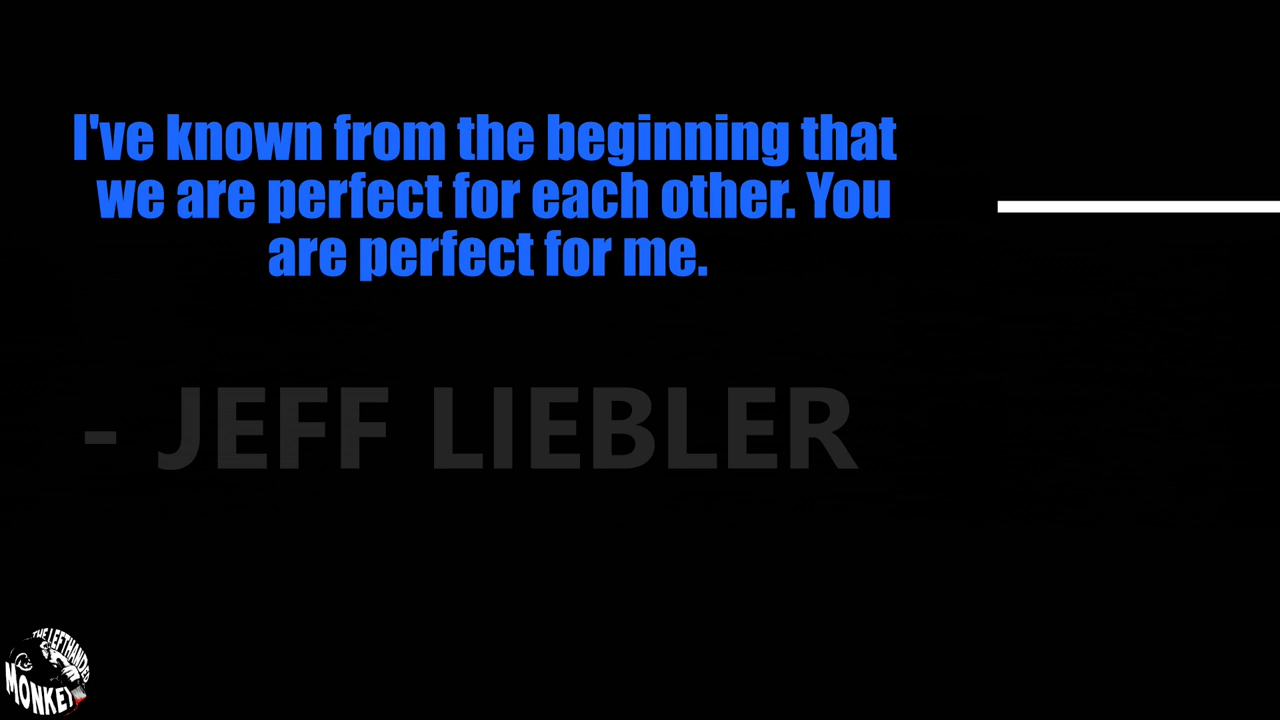 I've known from the beginning that
we are perfect for each other. You
are perfect for me.
- JEFF LIEBLER
THE LEFTHANDED
MONKEY